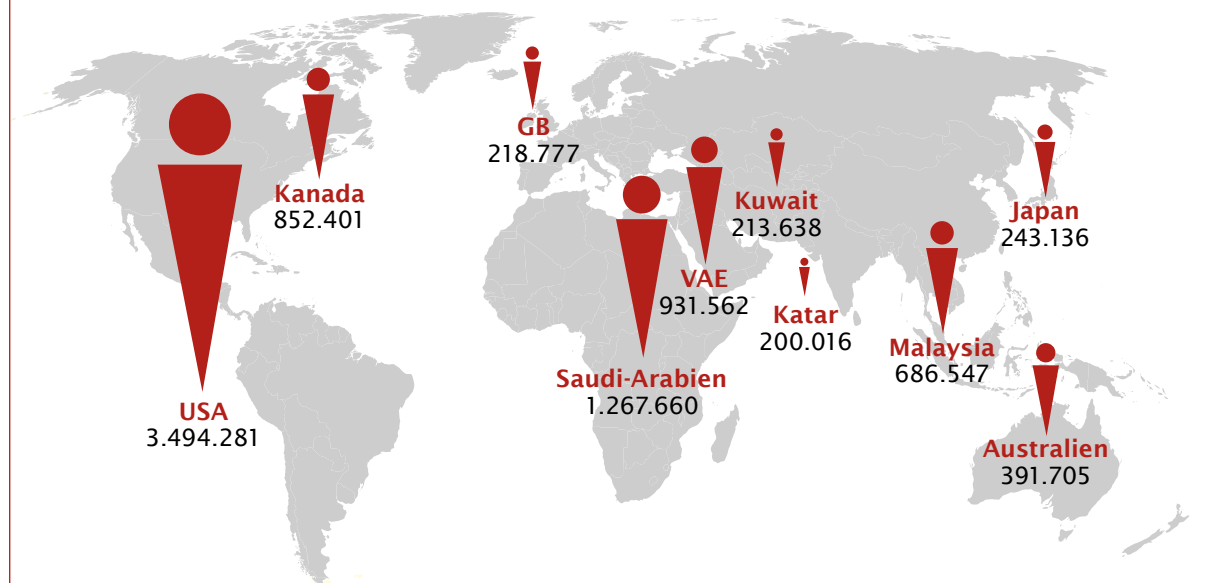 GB
218.777
Kanada
852.401
Kuwait
213.638
Japan
243.136
VAE
931.562
Katar
200.016
Malaysia
686.547
Saudi-Arabien
1.267.660
USA
3.494.281
Australien
391.705